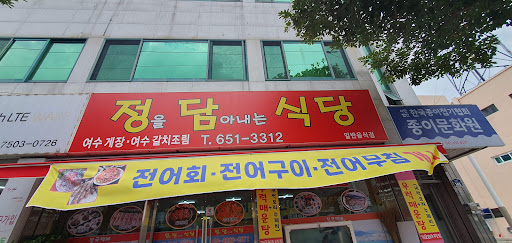 LTE
7503-0726
정을 담아내는 식당
여수 게장·여수 갈치조림 T. 651-3312 일반음식점
종이문화원
전어회·전어구이·전어무침